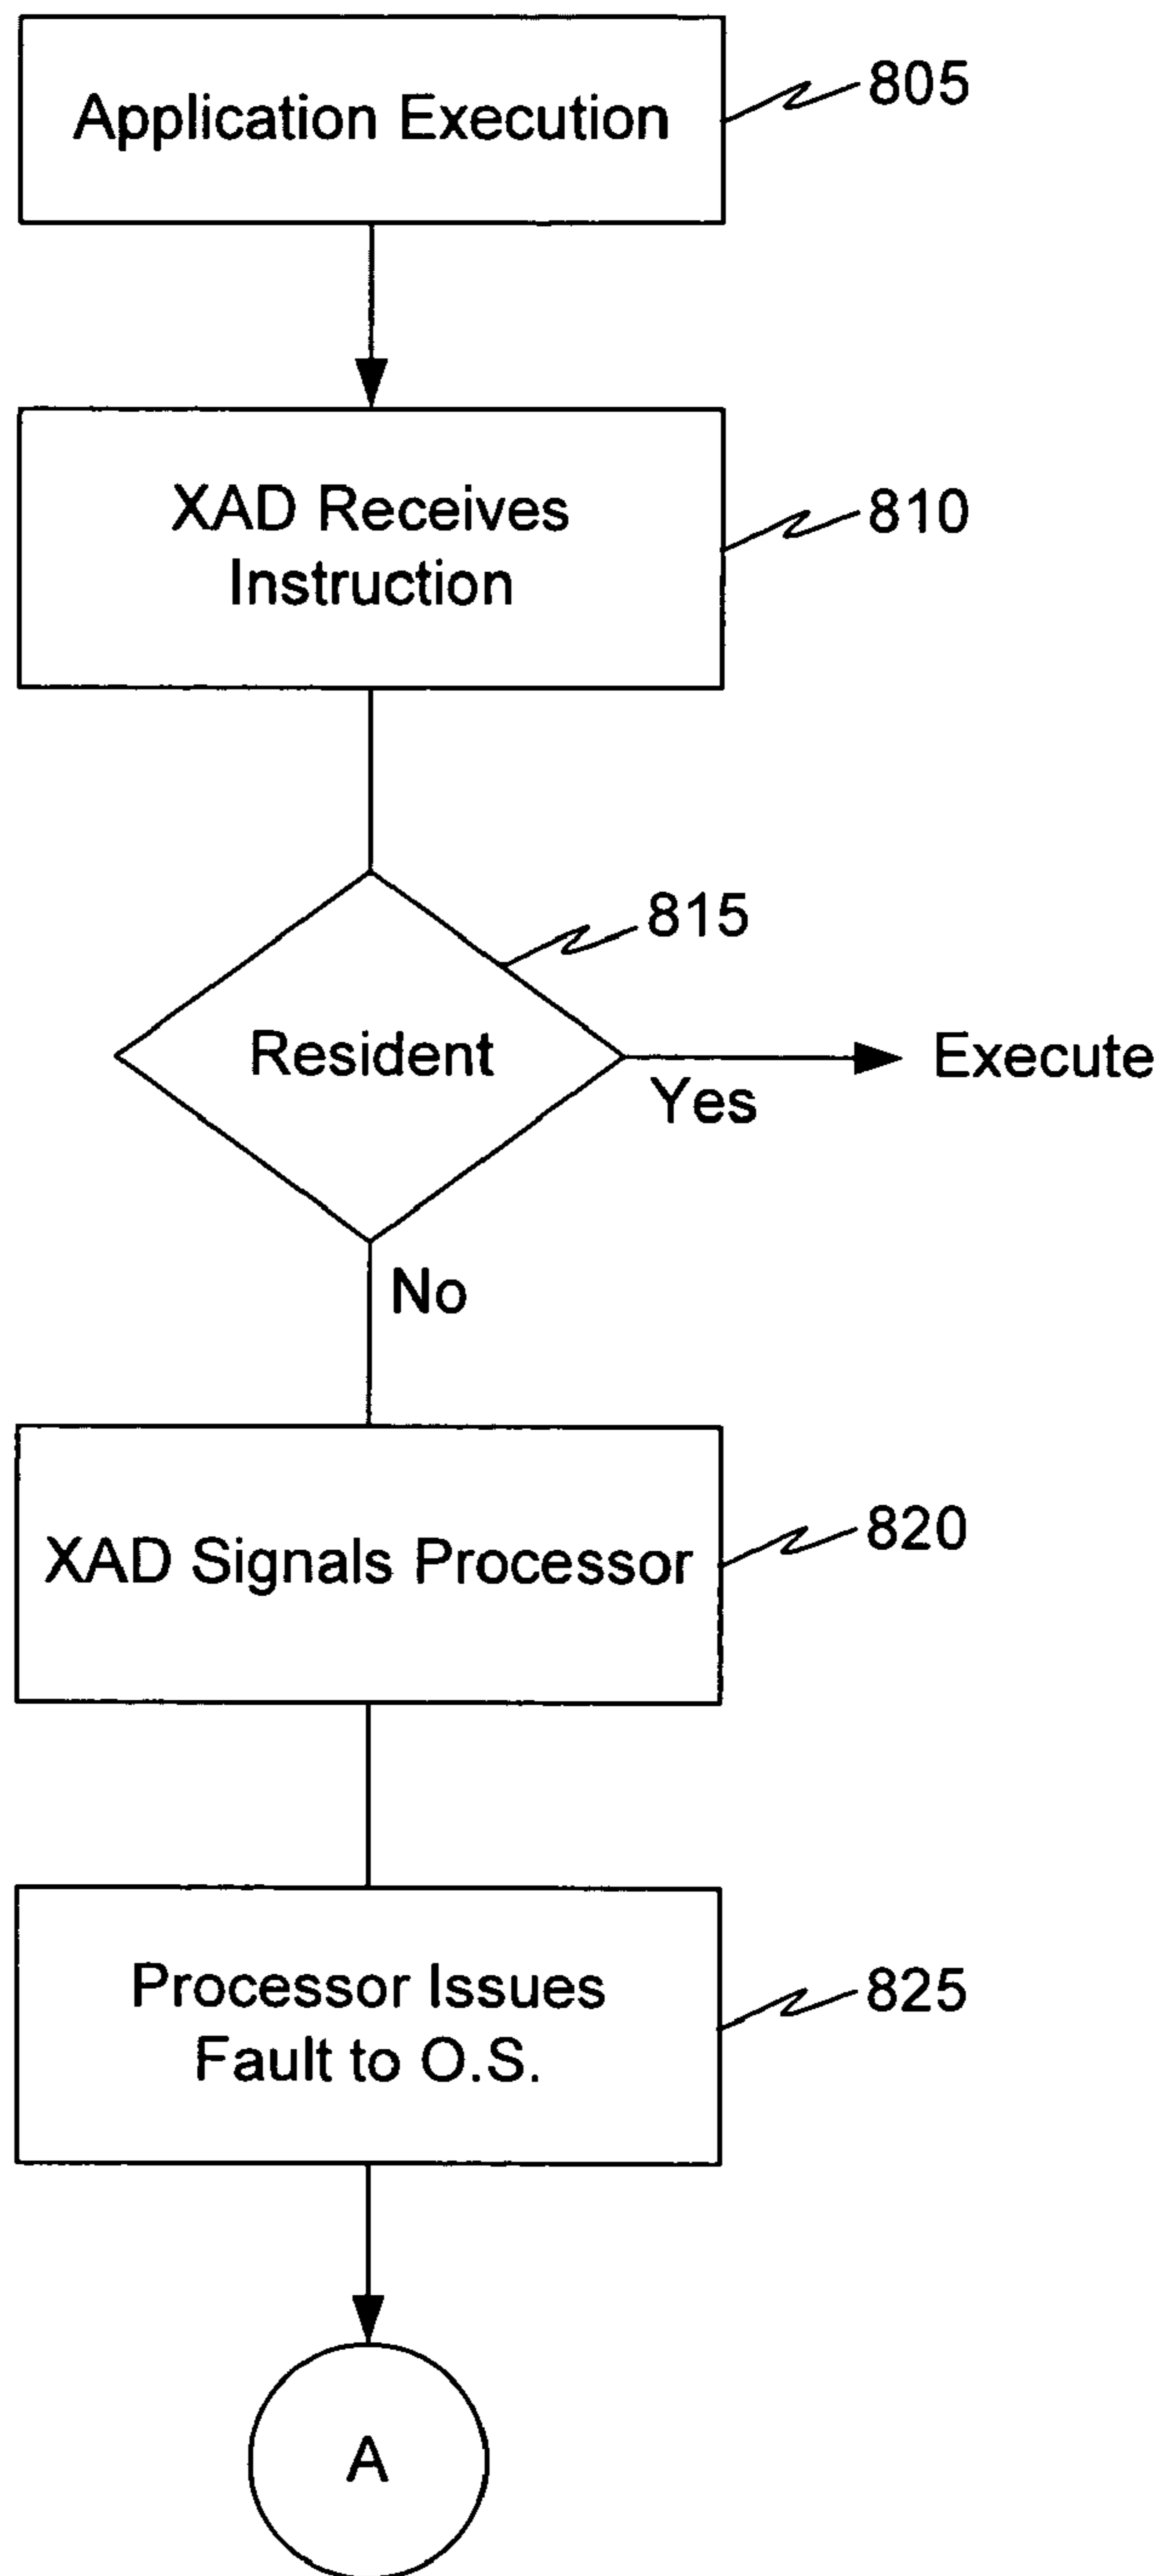 Application Execution
805
XAD Receives
Instruction
810
815
Resident
Yes
Execute
No
XAD Signals Processor
820
Processor Issues
Fault to O.S.
825
A